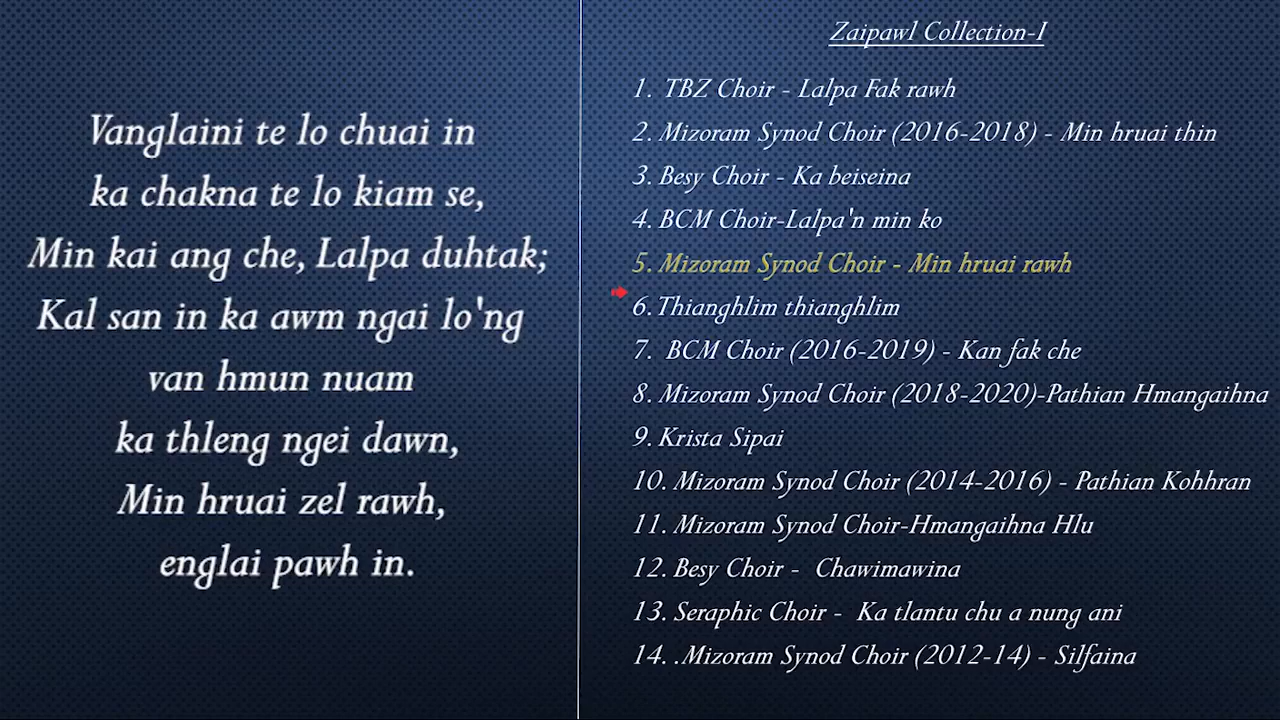 Vanglaini te lo chuai in
ka chakna te lo kiam se,
Min kai ang che, Lalpa duhtak;
Kal san in ka awm ngai lo'ng
van hmun nuam
ka thleng ngei dawn,
Min hruai zel rawh,
englai pawh in.
Zaipawl Collection-I
1. TBZ Choir - Lalpa Fak rawh
2. Mizoram Synod Choir (2016-2018) - Min hruai thin
3. Besy Choir - Ka beiseina
4. BCM Choir-Lalpa'n min ko
5. Mizoram Synod Choir - Min hruai rawh
6. Thianghlim thianghlim
7. BCM Choir (2016-2019) - Kan fak che
8. Mizoram Synod Choir (2018-2020)-Pathian Hmangaihna
9. Krista Sipai
10. Mizoram Synod Choir (2014-2016) - Pathian Kohhran
11. Mizoram Synod Choir-Hmangaihna Hlu
12. Besy Choir - Chawimawina
13. Seraphic Choir - Ka tlantu chu a nung ani
14. .Mizoram Synod Choir (2012-14) - Silfaina